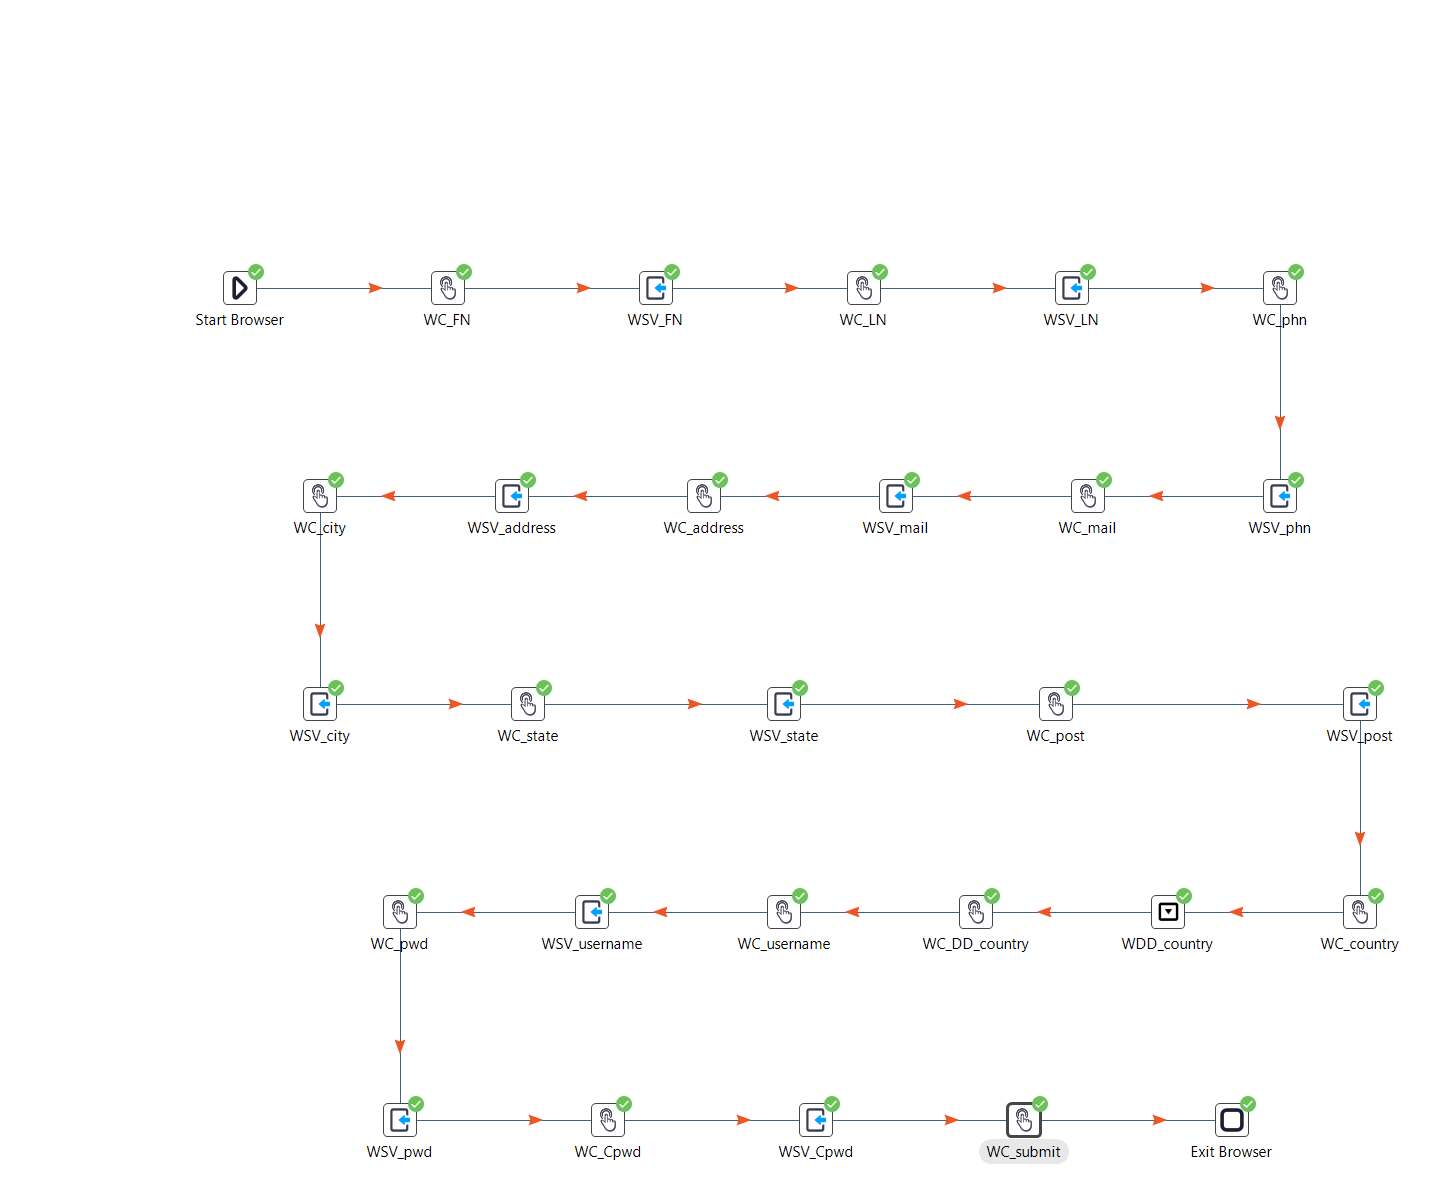 Start Browser
WC_FN
WSV_FN
WC_LN
WSV_LN
WC_phn
WC_city
WSV_address
WC_address
WSV_mail
WC_mail
WSV_phn
WSV_city
WC_state
WSV_state
WC_post
WSV_post
WC_pwd
WSV_username
WC_username
WC_DD_country
WDD_country
WC_country
WSV_pwd
WC_Cpwd
WSV_Cpwd
WC_submit
Exit Browser